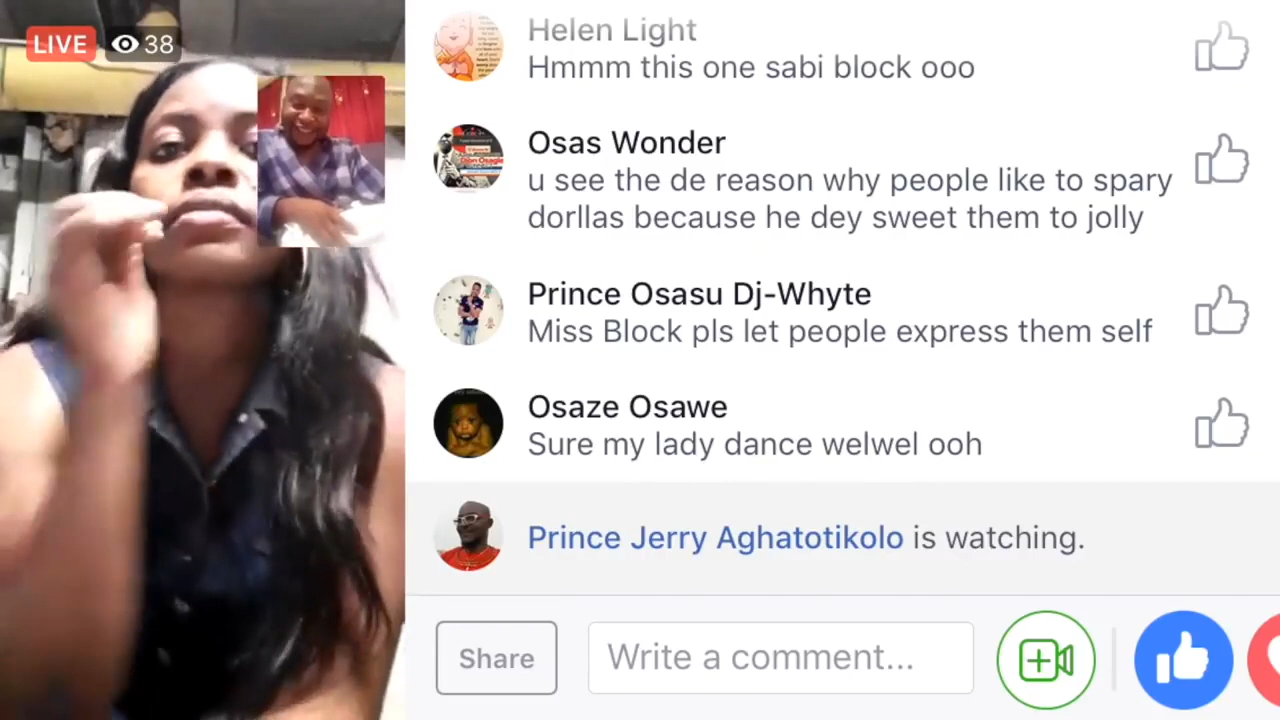 LIVE 38
Helen Light
Hmmm this one sabi block ooo
Osas Wonder
u see the de reason why people like to spary
dorllas because he dey sweet them to jolly
Prince Osasu Dj-Whyte
Miss Block pls let people express them self
Osaze Osawe
Sure my lady dance welwel ooh
Prince Jerry Aghatotikolo is watching.
Share
Write a comment...